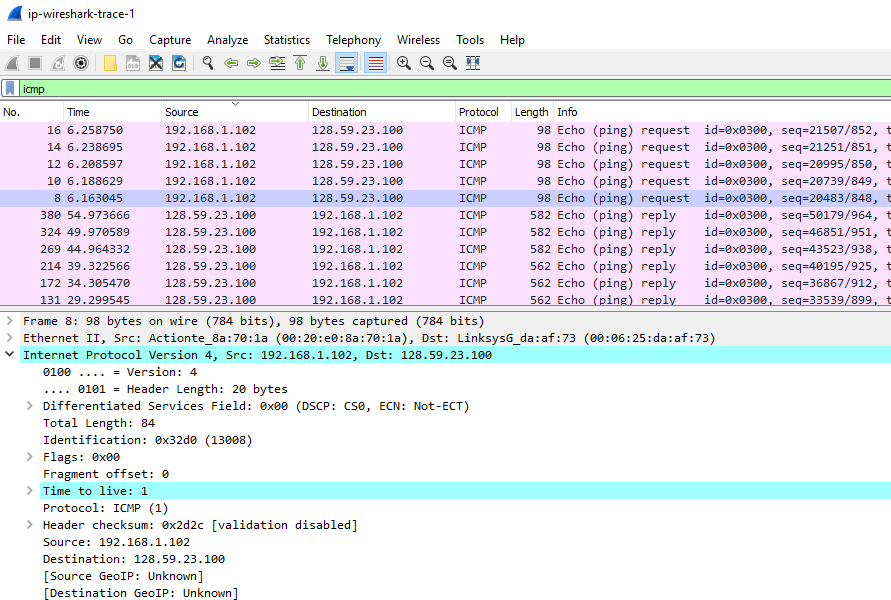 ip-wireshark-trace-1
File Edit View Go Capture Analyze Statistics Telephony Wireless Tools Help
icmp
No. Time Source Destination Protocol Length Info
16 6.258750 192.168.1.102 128.59.23.100 ICMP 98 Echo (ping) request id=0x0300, seq=21507/852, t
14 6.238695 192.168.1.102 128.59.23.100 ICMP 98 Echo (ping) request id=0x0300, seq=21251/851, t
12 6.208597 192.168.1.102 128.59.23.100 ICMP 98 Echo (ping) request id=0x0300, seq=20995/850, t
10 6.188629 192.168.1.102 128.59.23.100 ICMP 98 Echo (ping) request id=0x0300, seq=20739/849, t
8 6.163045 192.168.1.102 128.59.23.100 ICMP 98 Echo (ping) request id=0x0300, seq=20483/848, t
380 54.973666 128.59.23.100 192.168.1.102 ICMP 582 Echo (ping) reply id=0x0300, seq=50179/964, t
324 49.970589 128.59.23.100 192.168.1.102 ICMP 582 Echo (ping) reply id=0x0300, seq=46851/951, t
269 44.964332 128.59.23.100 192.168.1.102 ICMP 582 Echo (ping) reply id=0x0300, seq=43523/938, t
214 39.322566 128.59.23.100 192.168.1.102 ICMP 562 Echo (ping) reply id=0x0300, seq=40195/925, t
172 34.305470 128.59.23.100 192.168.1.102 ICMP 562 Echo (ping) reply id=0x0300, seq=36867/912, t
131 29.299545 128.59.23.100 192.168.1.102 ICMP 562 Echo (ping) reply id=0x0300, seq=33539/899, t
Frame 8: 98 bytes on wire (784 bits), 98 bytes captured (784 bits)
Ethernet II, Src: Actionte_8a:70:1a (00:20:e0:8a:70:1a), Dst: LinksysG_da:af:73 (00:06:25:da:af:73)
Internet Protocol Version 4, Src: 192.168.1.102, Dst: 128.59.23.100
0100 .... = Version: 4
.... 0101 = Header Length: 20 bytes
Differentiated Services Field: 0x00 (DSCP: CS0, ECN: Not-ECT)
Total Length: 84
Identification: 0x32d0 (13008)
Flags: 0x00
Fragment offset: 0
Time to live: 1
Protocol: ICMP (1)
Header checksum: 0x2d2c [validation disabled]
Source: 192.168.1.102
Destination: 128.59.23.100
[Source GeoIP: Unknown]
[Destination GeoIP: Unknown]